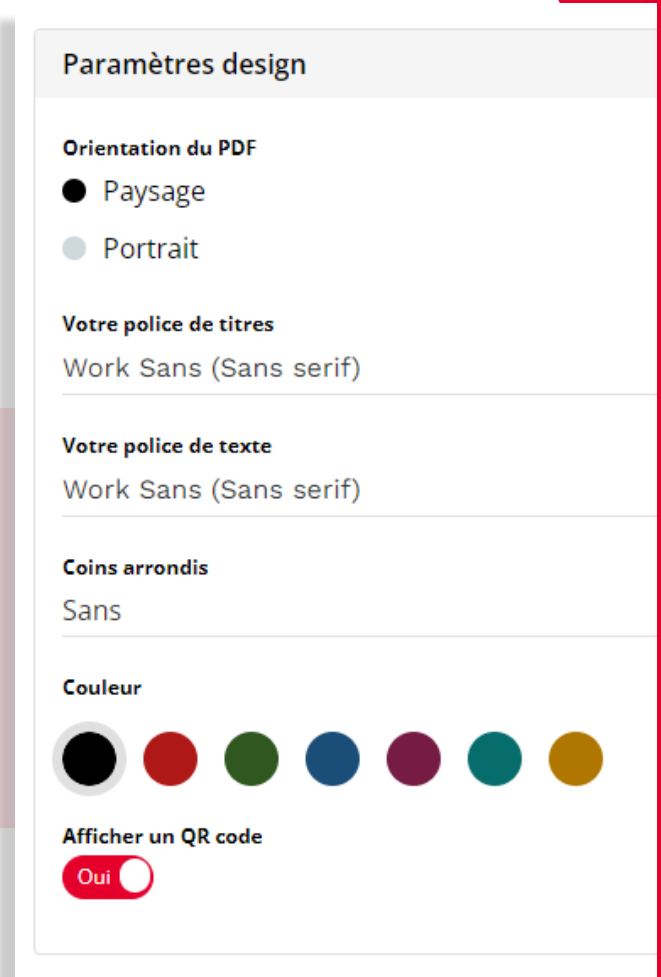 Paramètres design
Orientation du PDF
Paysage
Portrait
Votre police de titres
Work Sans (Sans serif)
Votre police de texte
Work Sans (Sans serif)
Coins arrondis
Sans
Couleur
Afficher un QR code
Oui